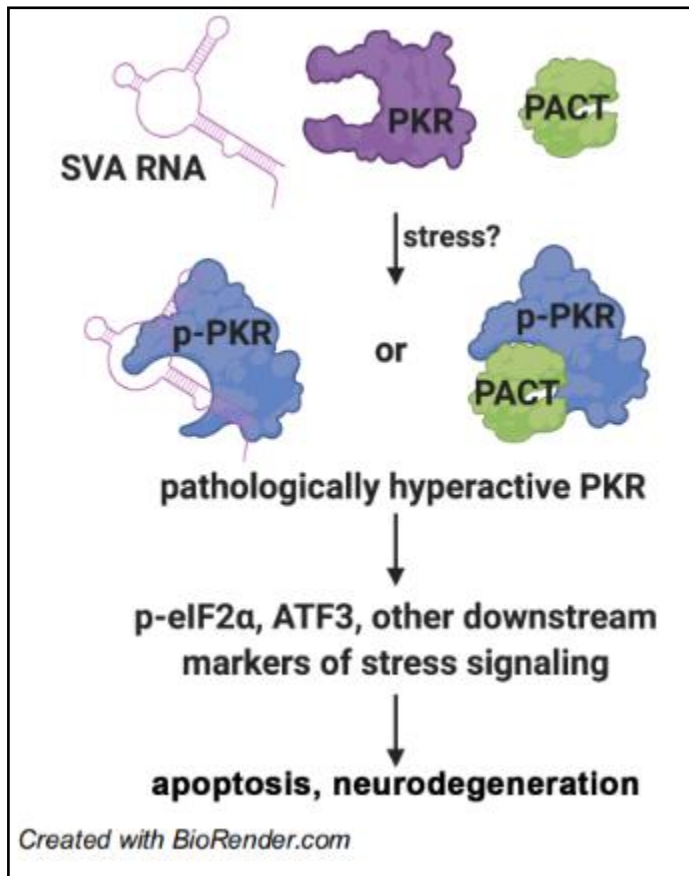 PKR
PACT
SVA RNA
stress?
p-PKR
or
p-PKR
PACT
pathologically hyperactive PKR
p-eIF2α, ATF3, other downstream
markers of stress signaling
apoptosis, neurodegeneration
Created with BioRender.com